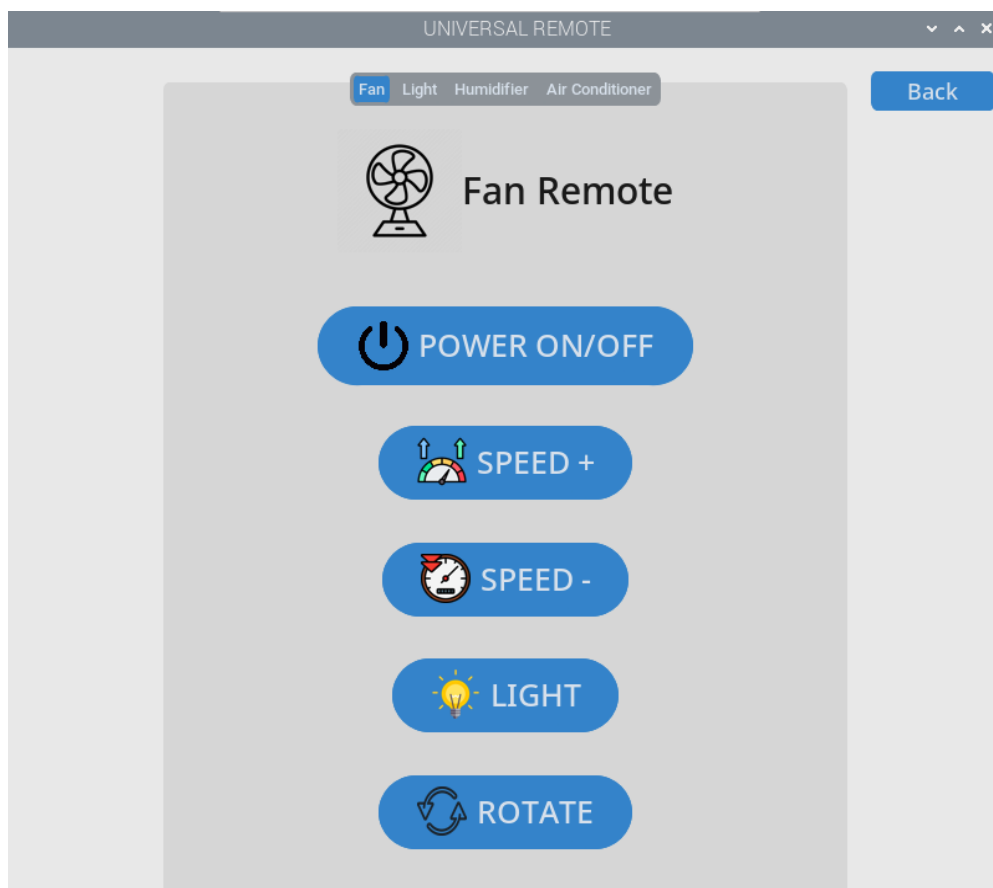 UNIVERSAL REMOTE
Fan Light Humidifier Air Conditioner
Back
Fan Remote
POWER ON/OFF
SPEED +
SPEED -
LIGHT
ROTATE